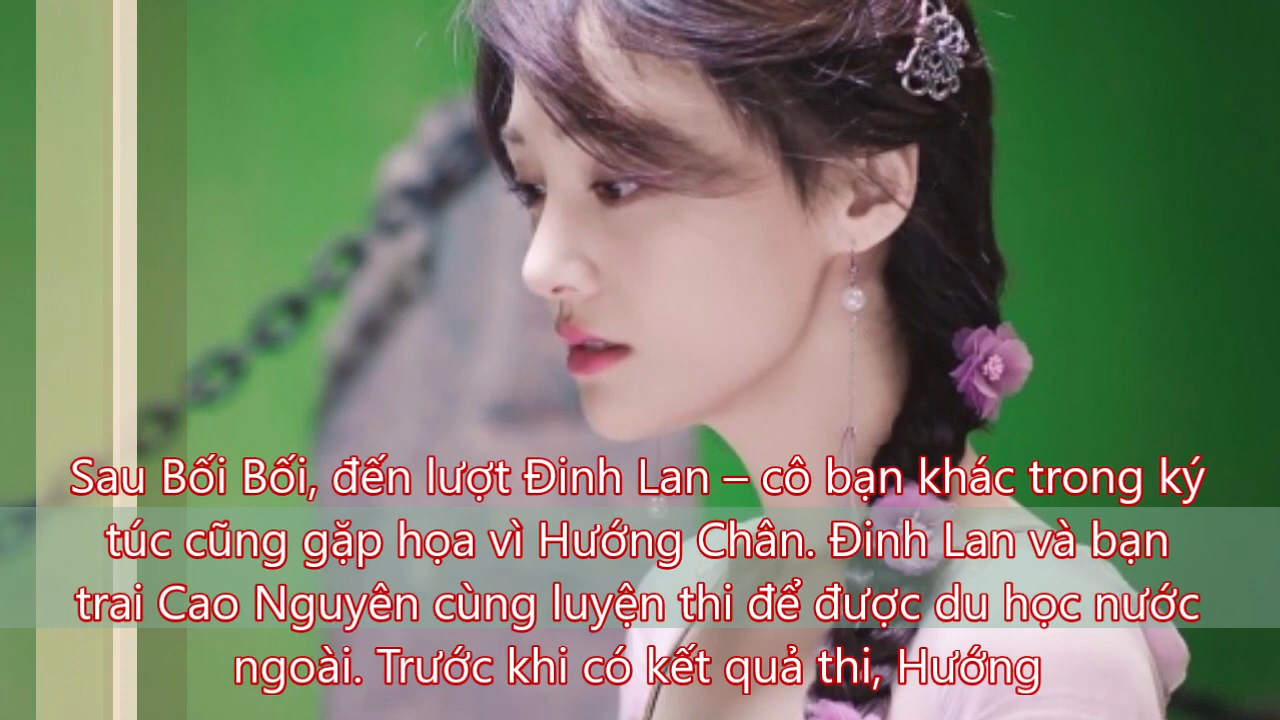 Sau Bối Bối, đến lượt Đinh Lan – cô bạn khác trong ký
túc cũng gặp họa vì Hướng Chân. Đinh Lan và bạn
trai Cao Nguyên cùng luyện thi để được du học nước
ngoài. Trước khi có kết quả thi, Hướng